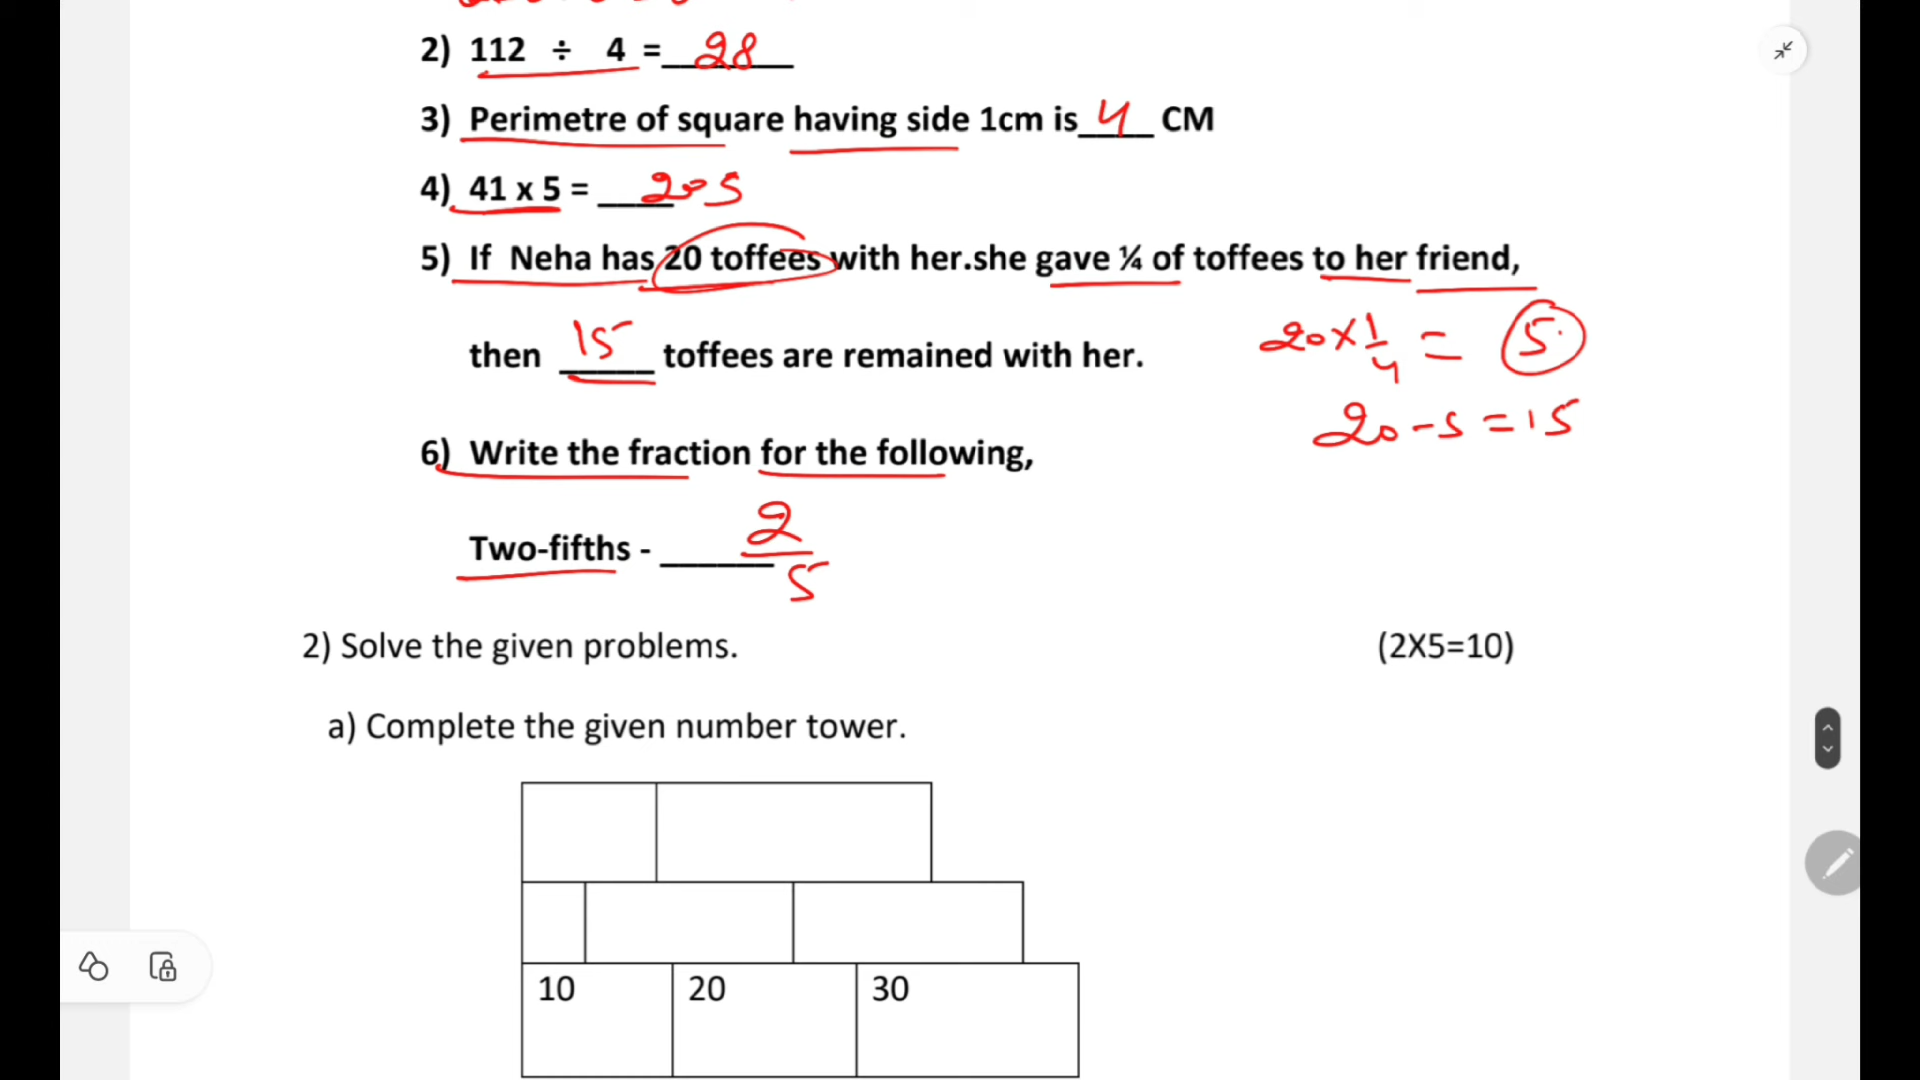 2) 112 ÷ 4 = 28
3) Perimetre of square having side 1cm is 4 CM
4) 41 x 5 = 205
5) If Neha has 20 toffees with her.she gave ¼ of toffees to her friend,
20 x 1/4 = 5
then 15 toffees are remained with her.
20 - 5 = 15
6) Write the fraction for the following,
Two-fifths - 2/5
2) Solve the given problems. (2X5=10)
a) Complete the given number tower.
10 20 30